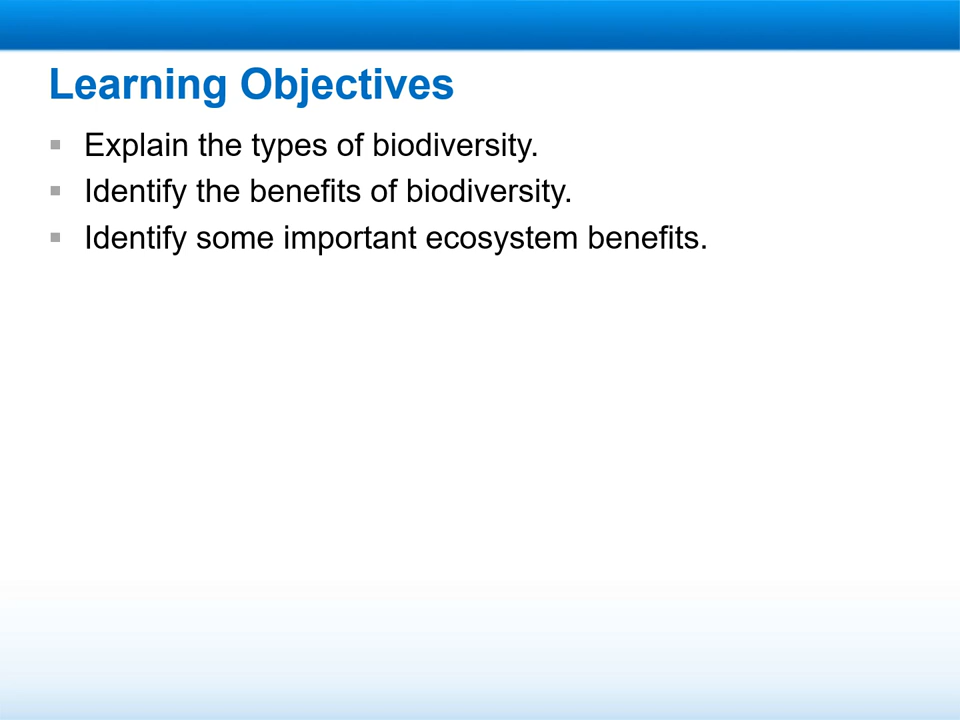 Learning Objectives
▪ Explain the types of biodiversity.
▪ Identify the benefits of biodiversity.
▪ Identify some important ecosystem benefits.